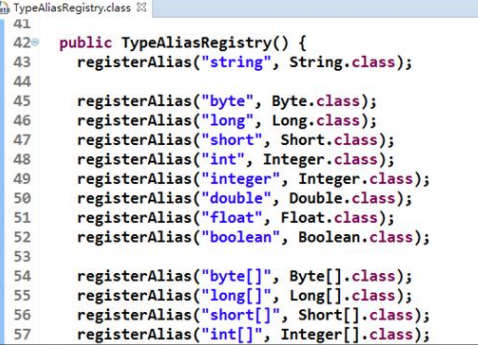 TypeAliasRegistry.class
41
42 public TypeAliasRegistry() {
43 registerAlias("string", String.class);
44
45 registerAlias("byte", Byte.class);
46 registerAlias("long", Long.class);
47 registerAlias("short", Short.class);
48 registerAlias("int", Integer.class);
49 registerAlias("integer", Integer.class);
50 registerAlias("double", Double.class);
51 registerAlias("float", Float.class);
52 registerAlias("boolean", Boolean.class);
53
54 registerAlias("byte[]", Byte[].class);
55 registerAlias("long[]", Long[].class);
56 registerAlias("short[]", Short[].class);
57 registerAlias("int[]", Integer[].class);